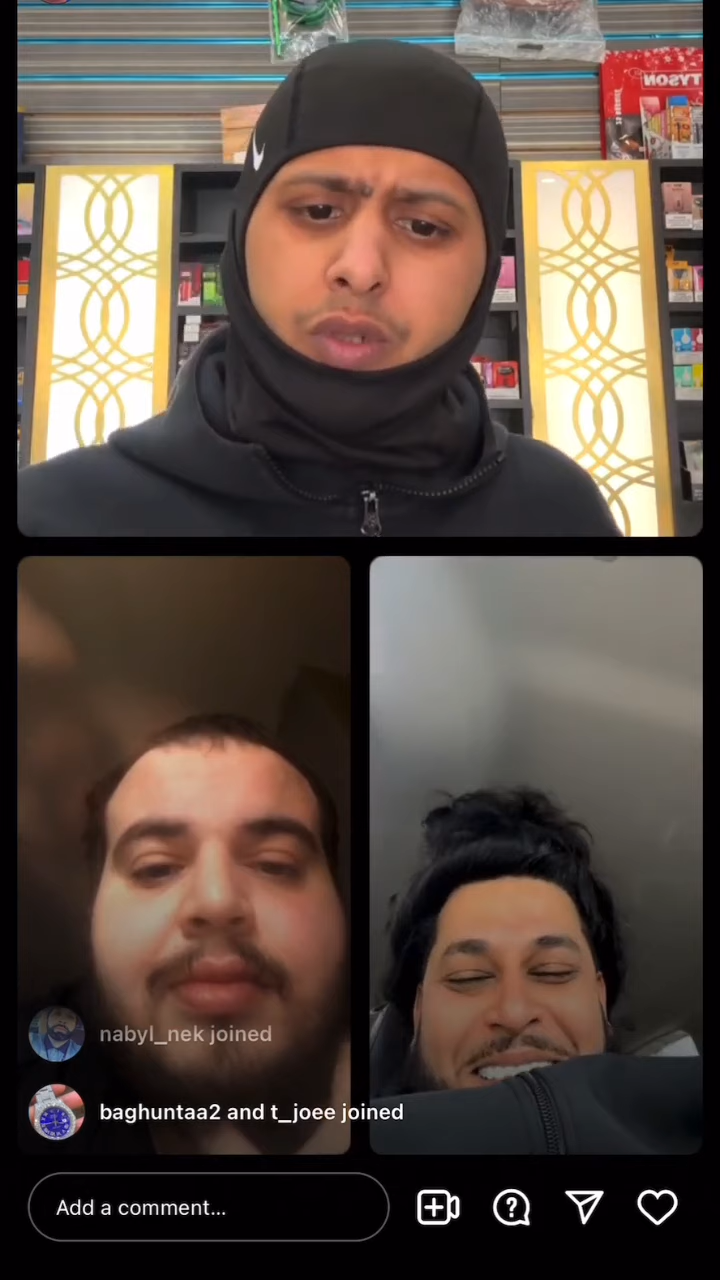 TYSON
nabyl_nek joined
baghuntaa2 and t_joee joined
Add a comment...